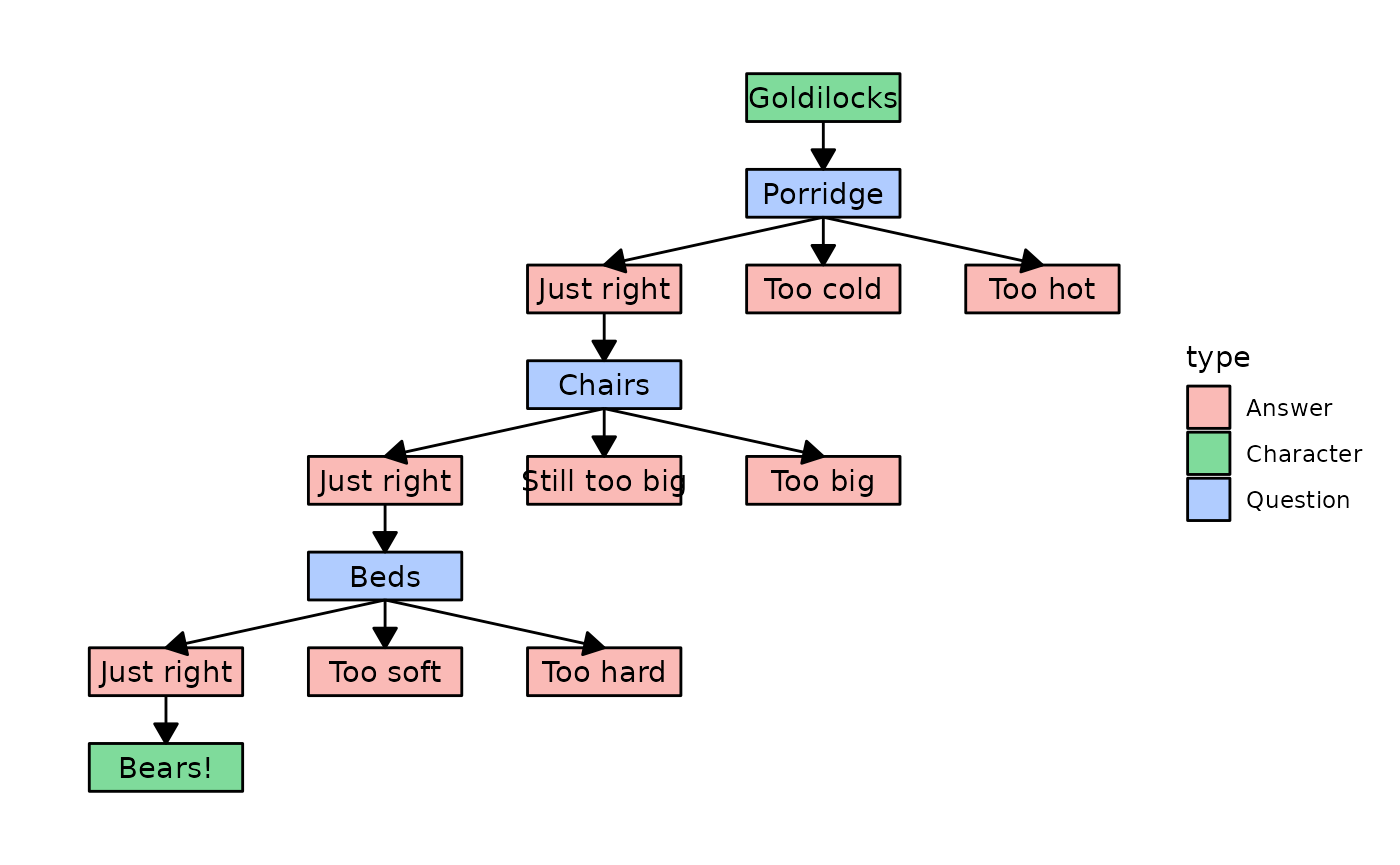 Goldilocks
Porridge
Just right
Too cold
Too hot
Chairs
Just right
Still too big
Too big
Beds
Just right
Too soft
Too hard
Bears!
type
Answer
Character
Question